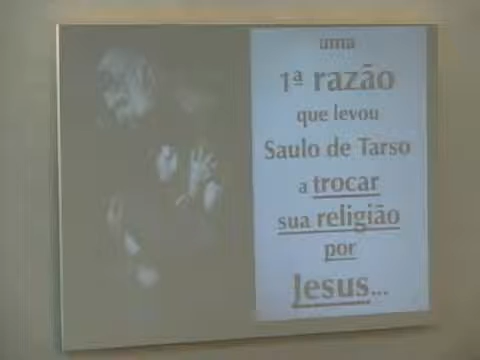 uma
1ª razão
que levou
Saulo de Tarso
a trocar
sua religião
por
Jesus...